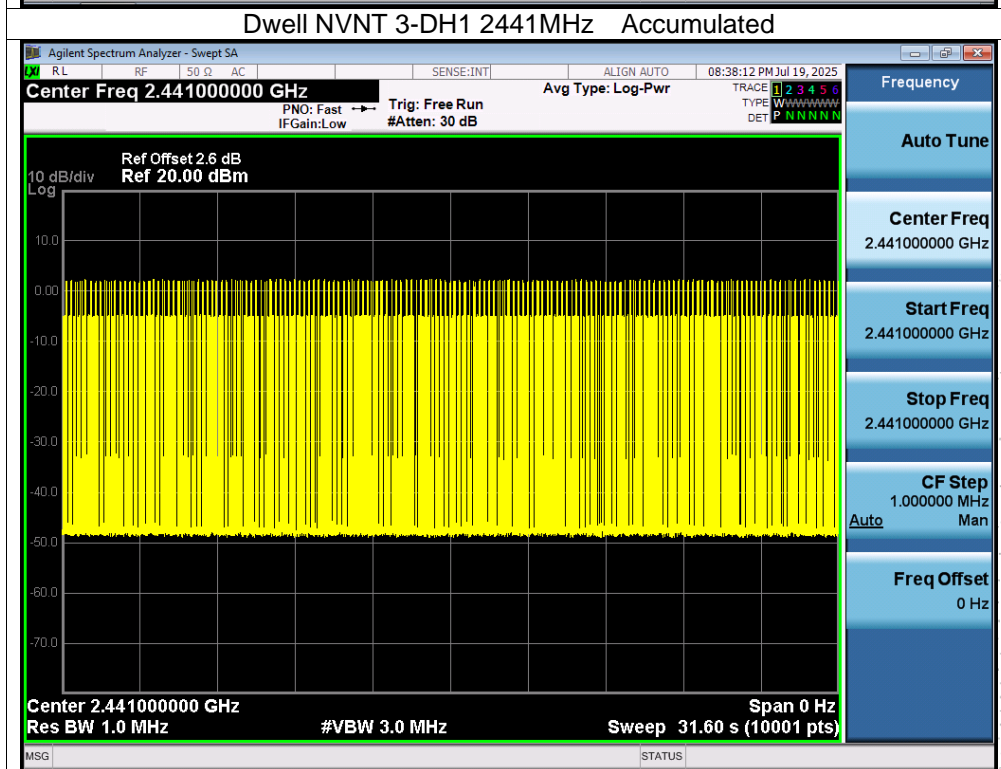 Dwell NVNT 3-DH1 2441MHz Accumulated
Agilent Spectrum Analyzer - Swept SA
LXI RL RF 50 Ω AC SENSE:INT ALIGN AUTO 08:38:12 PM Jul 19, 2025
Center Freq 2.441000000 GHz
PNO: Fast
IFGain:Low
Trig: Free Run
#Atten: 30 dB
Avg Type: Log-Pwr
TRACE 1 2 3 4 5 6
TYPE WWWWWWW
DET P N N N N N
Ref Offset 2.6 dB
10 dB/div Ref 20.00 dBm
Log
10.0
0.00
-10.0
-20.0
-30.0
-40.0
-50.0
-60.0
-70.0
Center 2.441000000 GHz Span 0 Hz
Res BW 1.0 MHz #VBW 3.0 MHz Sweep 31.60 s (10001 pts)
MSG STATUS
Frequency
Auto Tune
Center Freq
2.441000000 GHz
Start Freq
2.441000000 GHz
Stop Freq
2.441000000 GHz
CF Step
1.000000 MHz
Auto Man
Freq Offset
0 Hz